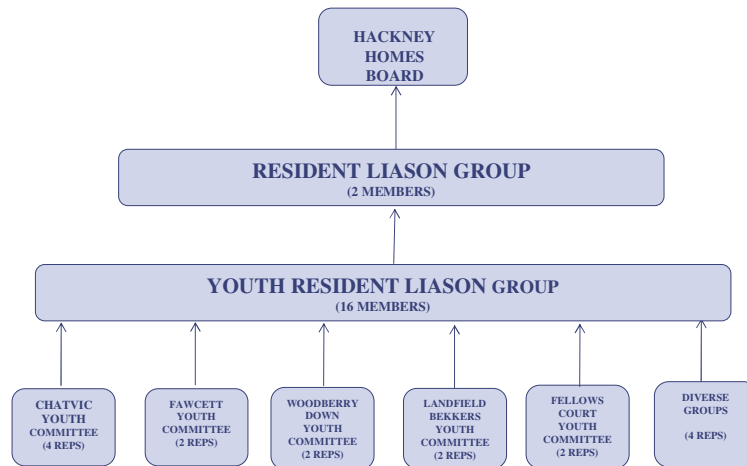 HACKNEY
HOMES
BOARD
RESIDENT LIASON GROUP
(2 MEMBERS)
YOUTH RESIDENT LIASON GROUP
(16 MEMBERS)
CHATVIC
YOUTH
COMMITTEE
(4 REPS)
FAWCETT
YOUTH
COMMITTEE
(2 REPS)
WOODBERRY
DOWN
YOUTH
COMMITTEE
(2 REPS)
LANDFIELD
BEKKERS
YOUTH
COMMITTEE
(2 REPS)
FELLOWS
COURT
YOUTH
COMMITTEE
(2 REPS)
DIVERSE
GROUPS
(4 REPS)